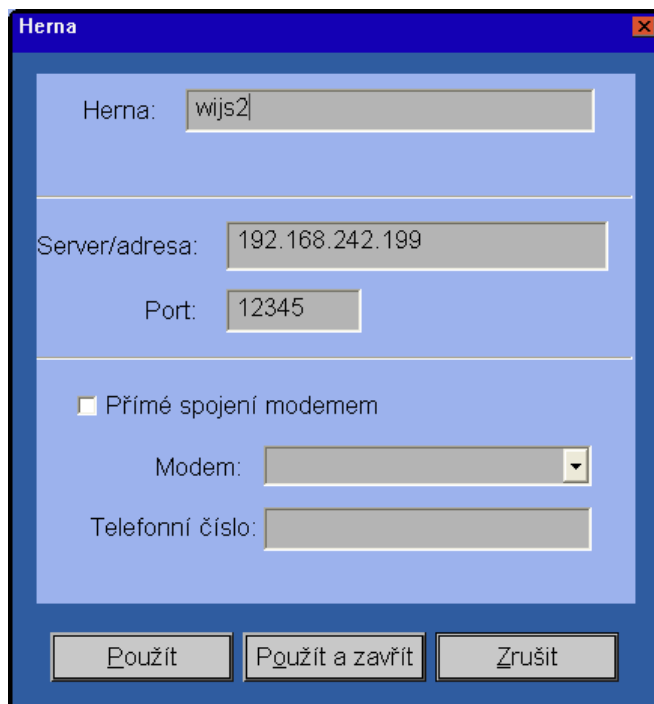 Herna
Herna: wijs2
Server/adresa: 192.168.242.199
Port: 12345
Přímé spojení modemem
Modem:
Telefonní číslo:
Použít Použít a zavřít Zrušit